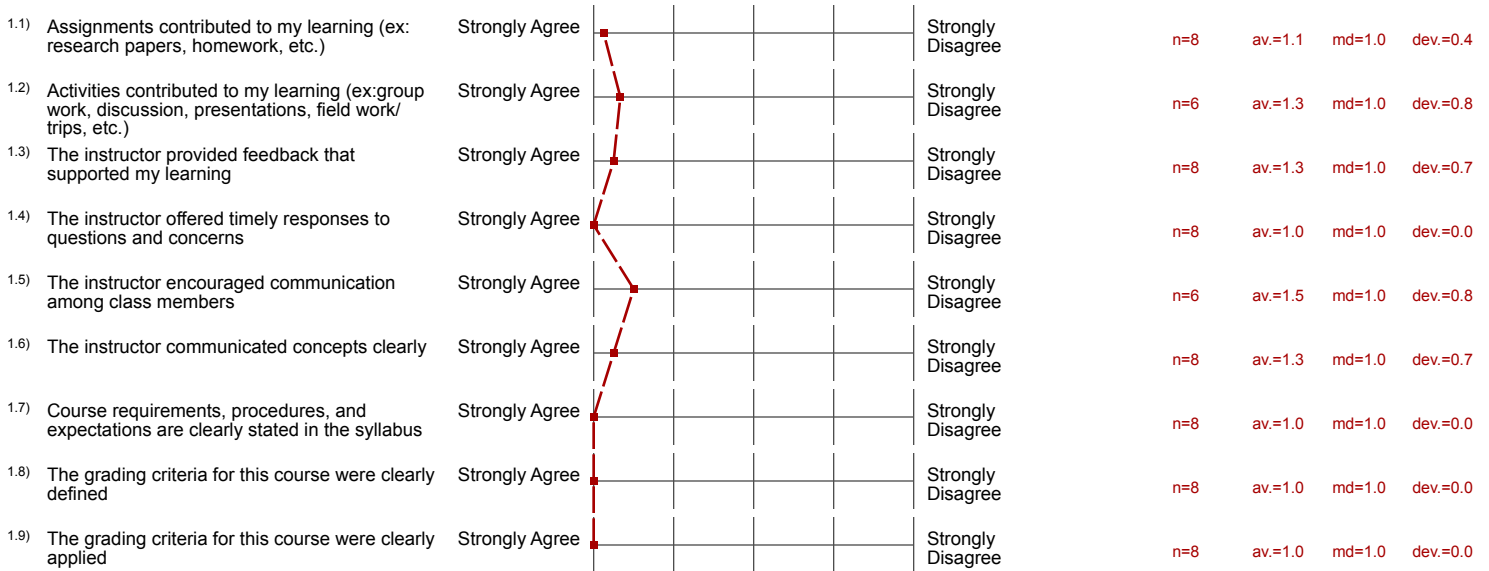 1.1) Assignments contributed to my learning (ex: Strongly Agree Strongly
research papers, homework, etc.) Disagree n=8 av.=1.1 md=1.0 dev.=0.4
1.2) Activities contributed to my learning (ex:group Strongly Agree Strongly
work, discussion, presentations, field work/ Disagree n=6 av.=1.3 md=1.0 dev.=0.8
trips, etc.)
1.3) The instructor provided feedback that Strongly Agree Strongly
supported my learning Disagree n=8 av.=1.3 md=1.0 dev.=0.7
1.4) The instructor offered timely responses to Strongly Agree Strongly
questions and concerns Disagree n=8 av.=1.0 md=1.0 dev.=0.0
1.5) The instructor encouraged communication Strongly Agree Strongly
among class members Disagree n=6 av.=1.5 md=1.0 dev.=0.8
1.6) The instructor communicated concepts clearly Strongly Agree Strongly
Disagree n=8 av.=1.3 md=1.0 dev.=0.7
1.7) Course requirements, procedures, and Strongly Agree Strongly
expectations are clearly stated in the syllabus Disagree n=8 av.=1.0 md=1.0 dev.=0.0
1.8) The grading criteria for this course were clearly Strongly Agree Strongly
defined Disagree n=8 av.=1.0 md=1.0 dev.=0.0
1.9) The grading criteria for this course were clearly Strongly Agree Strongly
applied Disagree n=8 av.=1.0 md=1.0 dev.=0.0